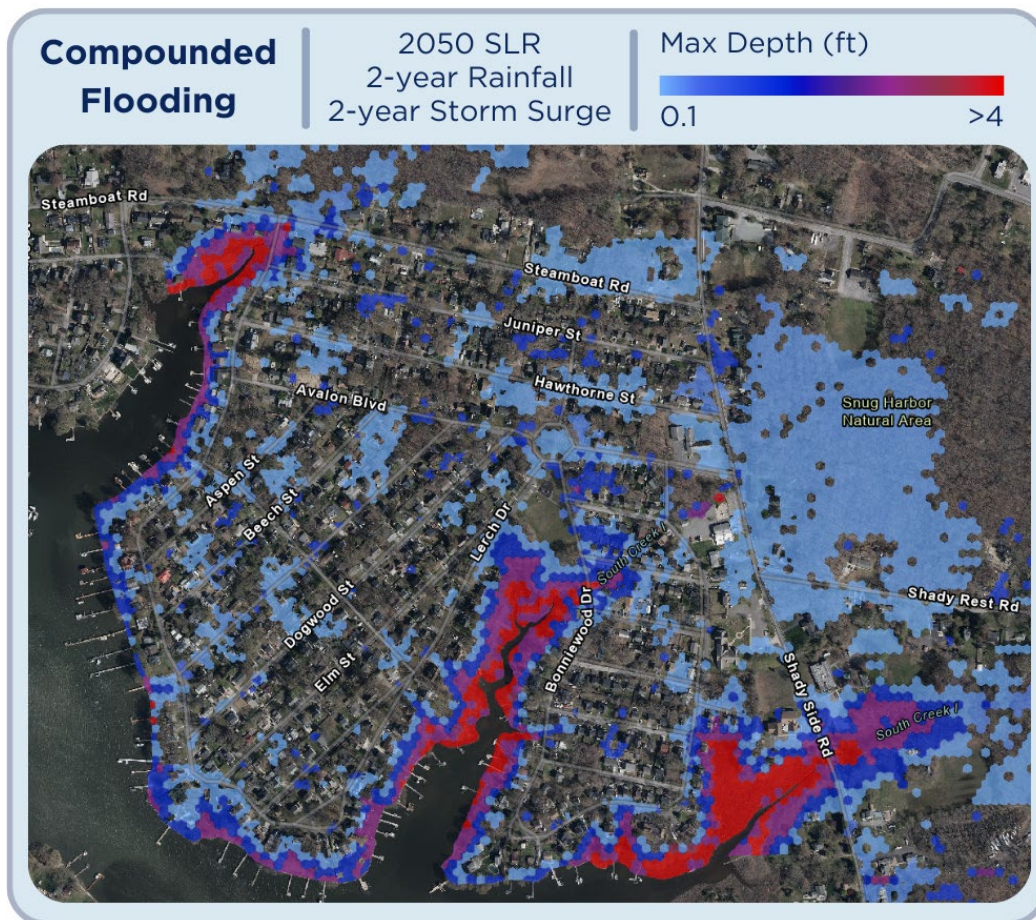 Compounded
Flooding
2050 SLR
2-year Rainfall
2-year Storm Surge
Max Depth (ft)
0.1 >4
Steamboat Rd
Steamboat Rd
Juniper St
Hawthorne St
Avalon Blvd
Snug Harbor
Natural Area
Aspen St
Beech St
Lerch Dr
South Creek I
Dogwood St
Shady Rest Rd
Bonniewood Dr
Elm St
Shady Side Rd
South Creek I